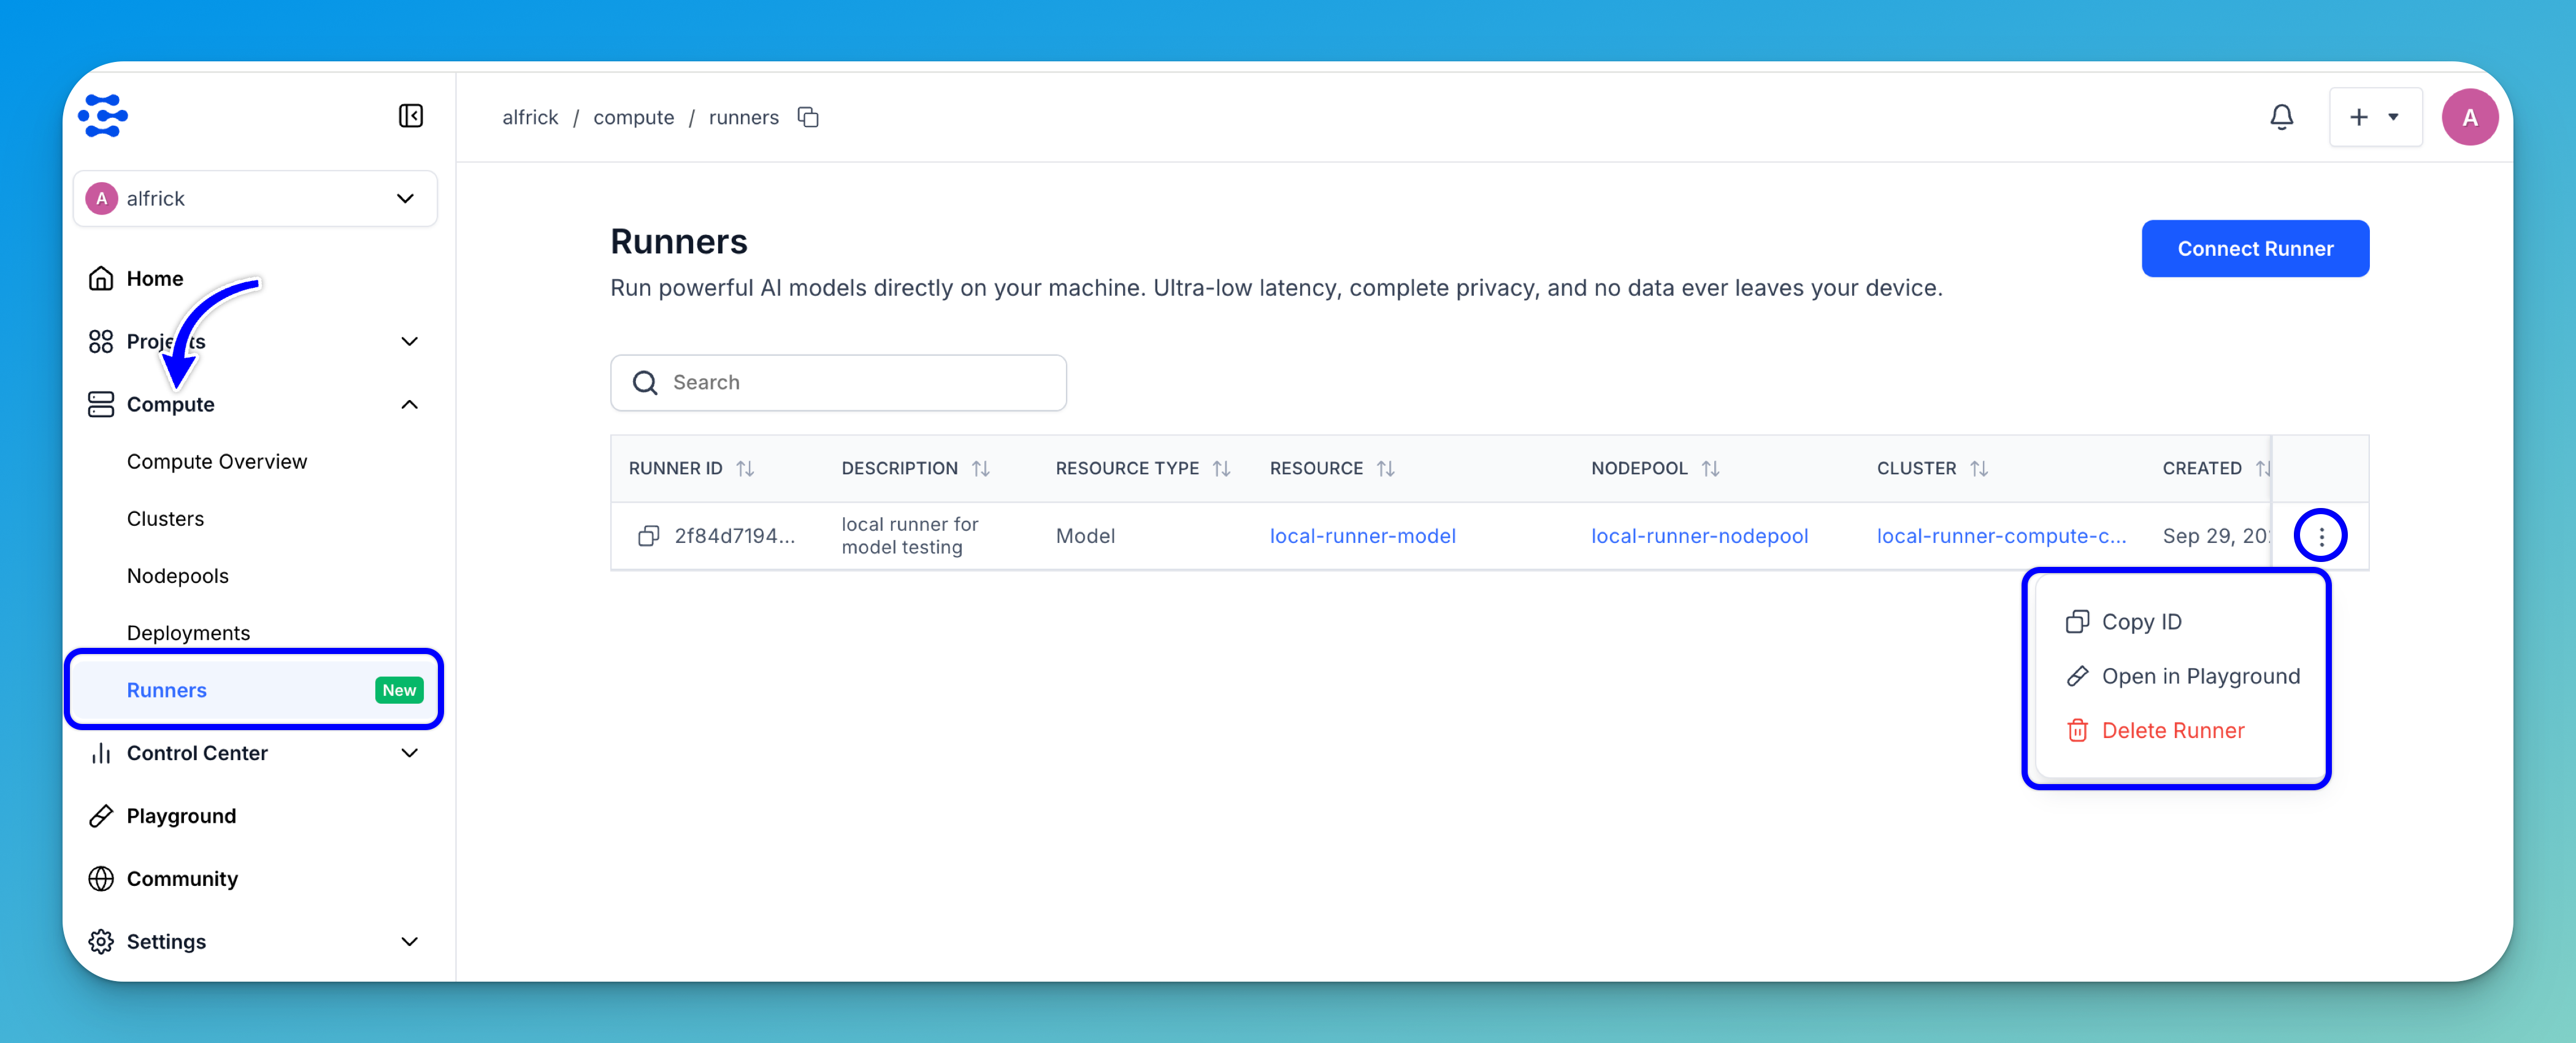 alfrick / compute / runners
A
A alfrick
Home
Projects
Compute
Compute Overview
Clusters
Nodepools
Deployments
Runners New
Control Center
Playground
Community
Settings
Runners
Connect Runner
Run powerful AI models directly on your machine. Ultra-low latency, complete privacy, and no data ever leaves your device.
Search
RUNNER ID DESCRIPTION RESOURCE TYPE RESOURCE NODEPOOL CLUSTER CREATED
2f84d7194... local runner for model testing Model local-runner-model local-runner-nodepool local-runner-compute-c... Sep 29, 20
Copy ID
Open in Playground
Delete Runner